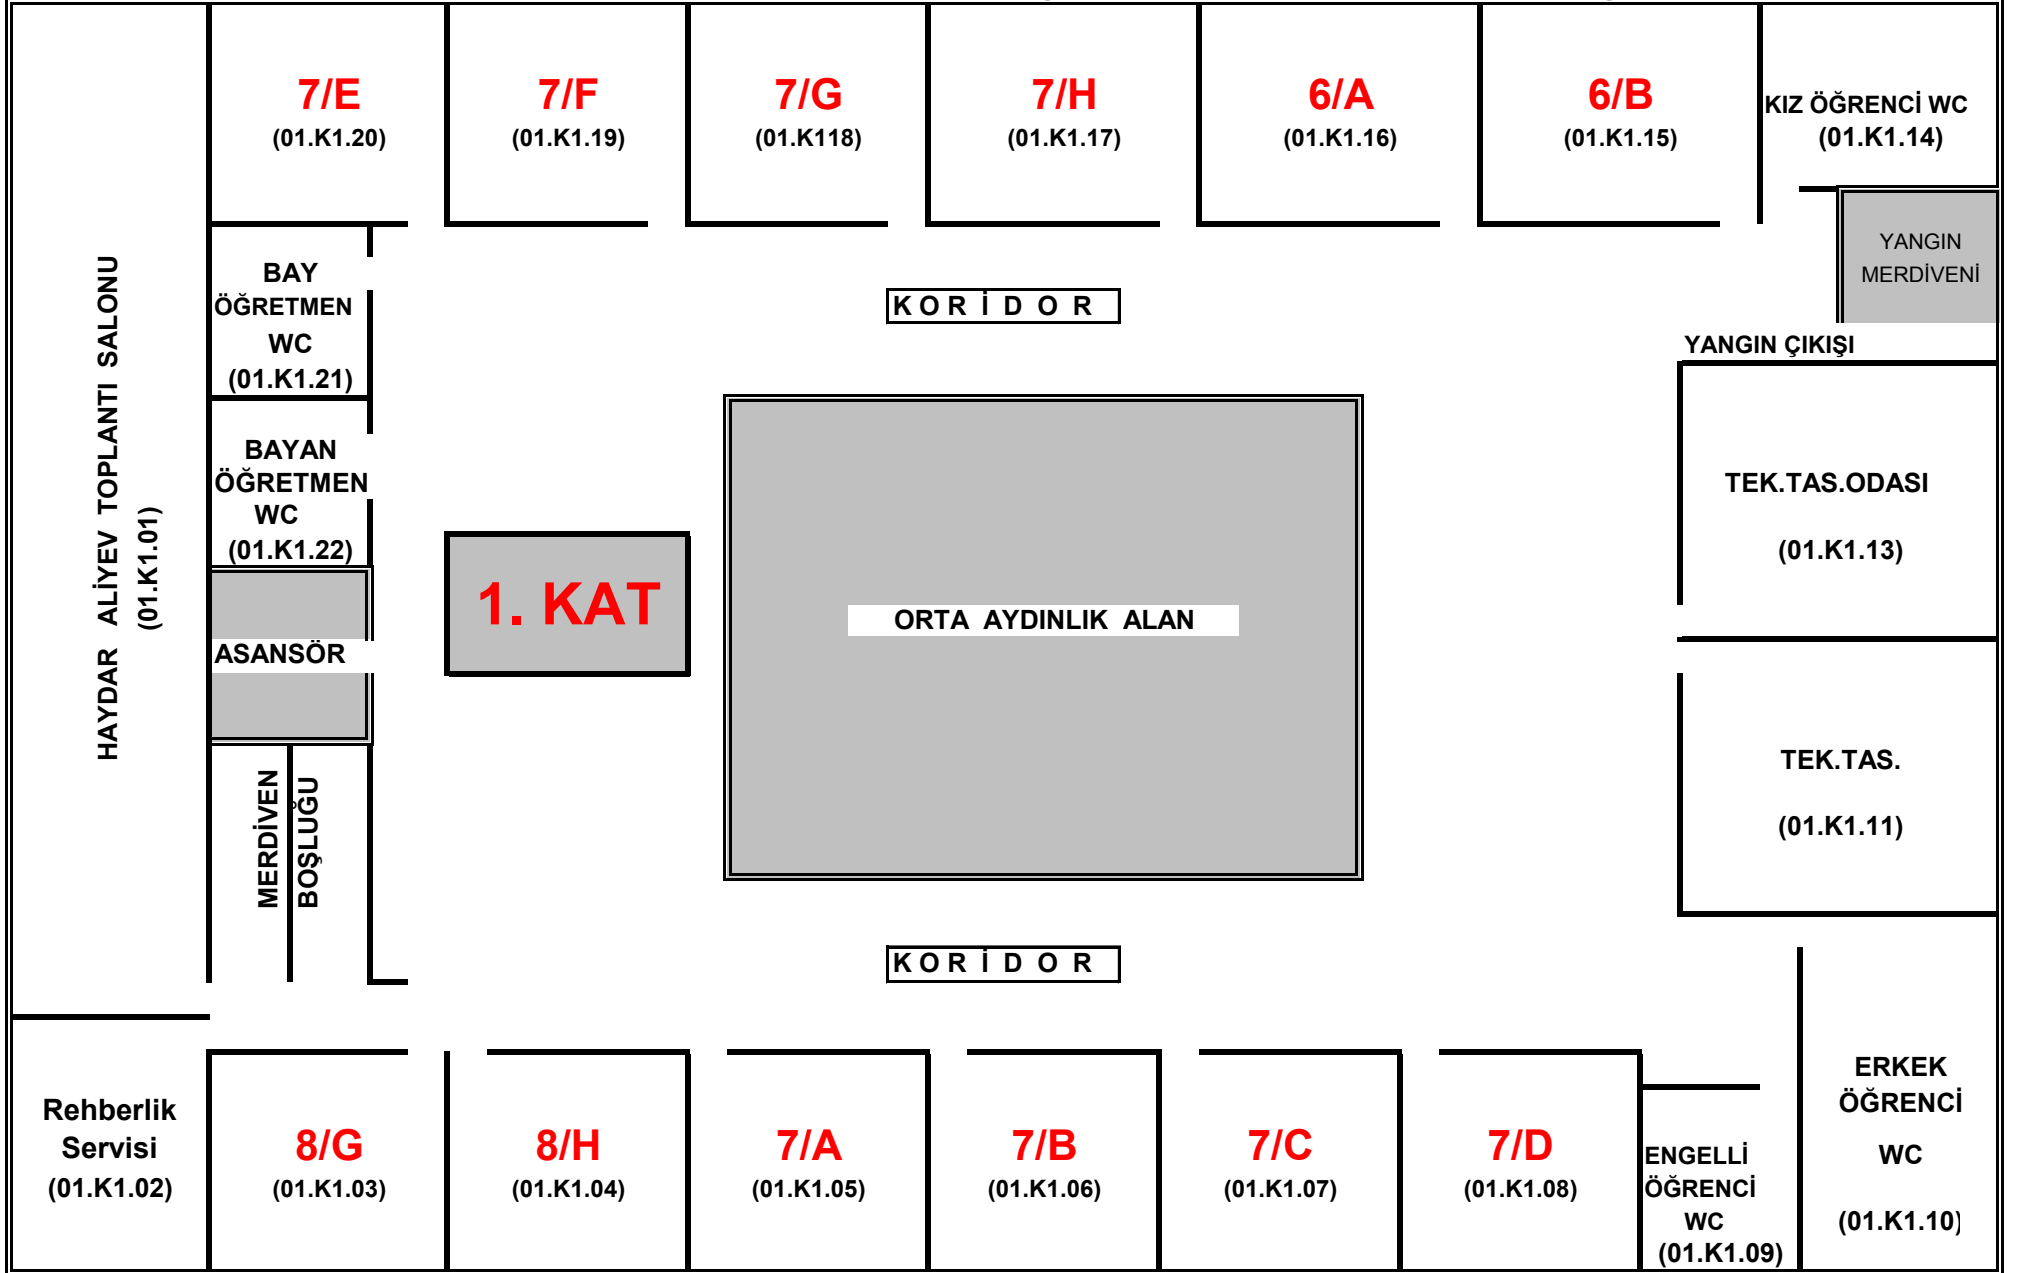 7/E
(01.K1.20)
7/F
(01.K1.19)
7/G
(01.K118)
7/H
(01.K1.17)
6/A
(01.K1.16)
6/B
(01.K1.15)
KIZ ÖĞRENCİ WC
(01.K1.14)
YANGIN
MERDİVENİ
YANGIN ÇIKIŞI
HAYDAR ALİYEV TOPLANTI SALONU
(01.K1.01)
BAY
ÖĞRETMEN
WC
(01.K1.21)
BAYAN
ÖĞRETMEN
WC
(01.K1.22)
ASANSÖR
MERDİVEN
BOŞLUĞU
KORİDOR
1. KAT
ORTA AYDINLIK ALAN
TEK.TAS.ODASI
(01.K1.13)
TEK.TAS.
(01.K1.11)
KORİDOR
Rehberlik
Servisi
(01.K1.02)
8/G
(01.K1.03)
8/H
(01.K1.04)
7/A
(01.K1.05)
7/B
(01.K1.06)
7/C
(01.K1.07)
7/D
(01.K1.08)
ENGELLİ
ÖĞRENCİ
WC
(01.K1.09)
ERKEK
ÖĞRENCİ
WC
(01.K1.10)